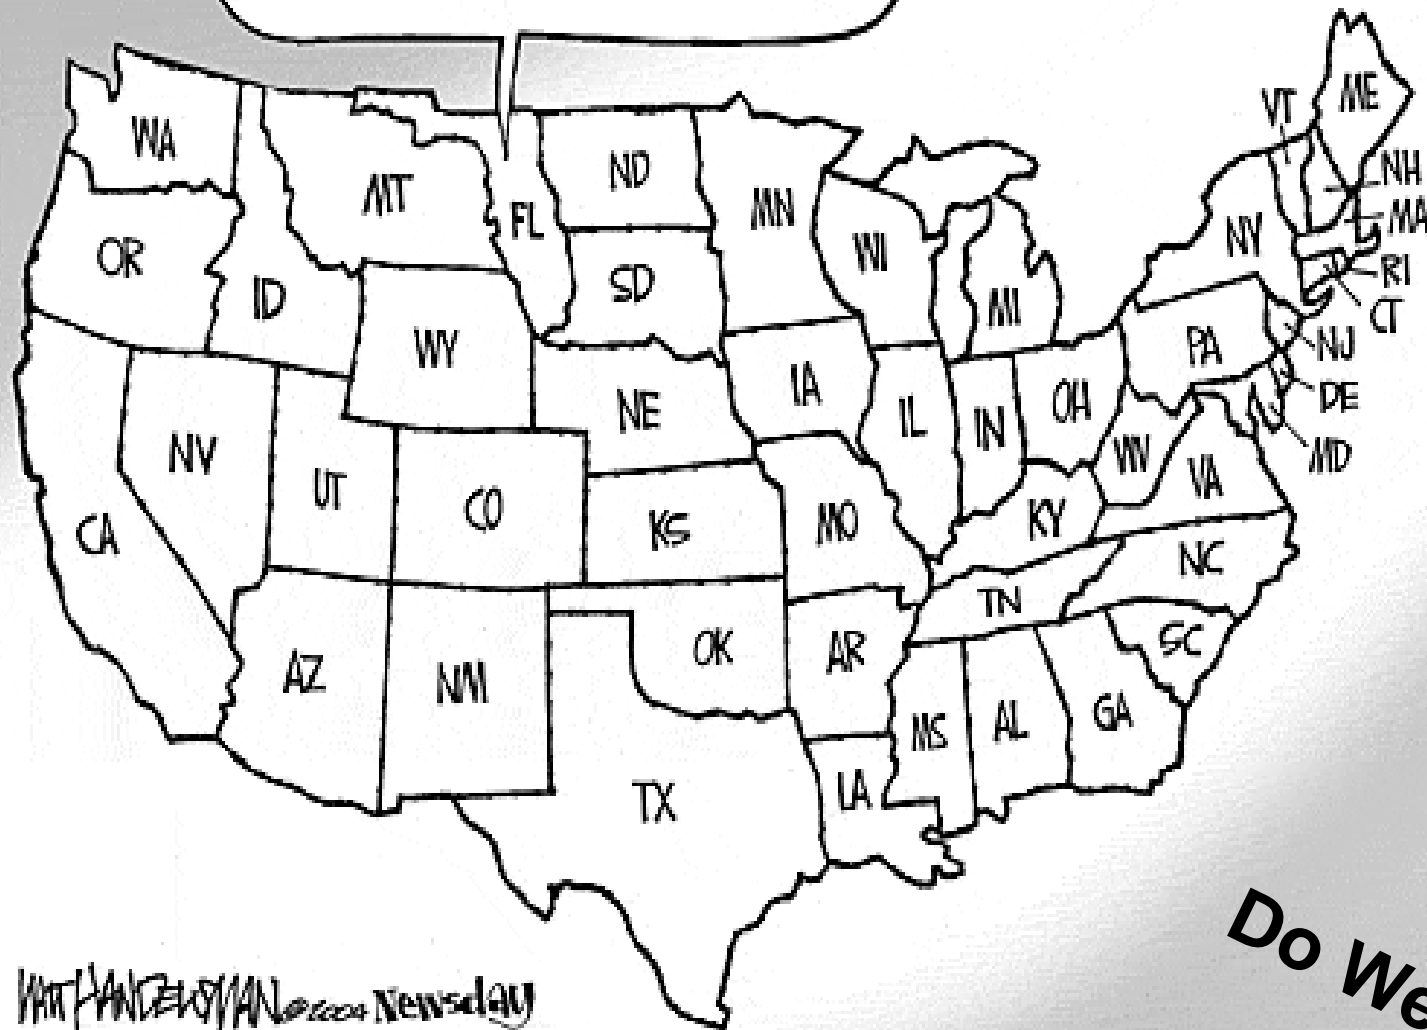 WA
OR
CA
NV
ID
MT
WY
UT
CO
AZ
NM
FL
ND
SD
NE
KS
OK
TX
MN
IA
MO
AR
LA
WI
IL
MI
IN
OH
KY
TN
MS
AL
GA
SC
NC
VA
WV
PA
NY
VT
ME
NH
MA
RI
CT
NJ
DE
MD
MATT HANDELSMAN © 2004 Newsday
Do We